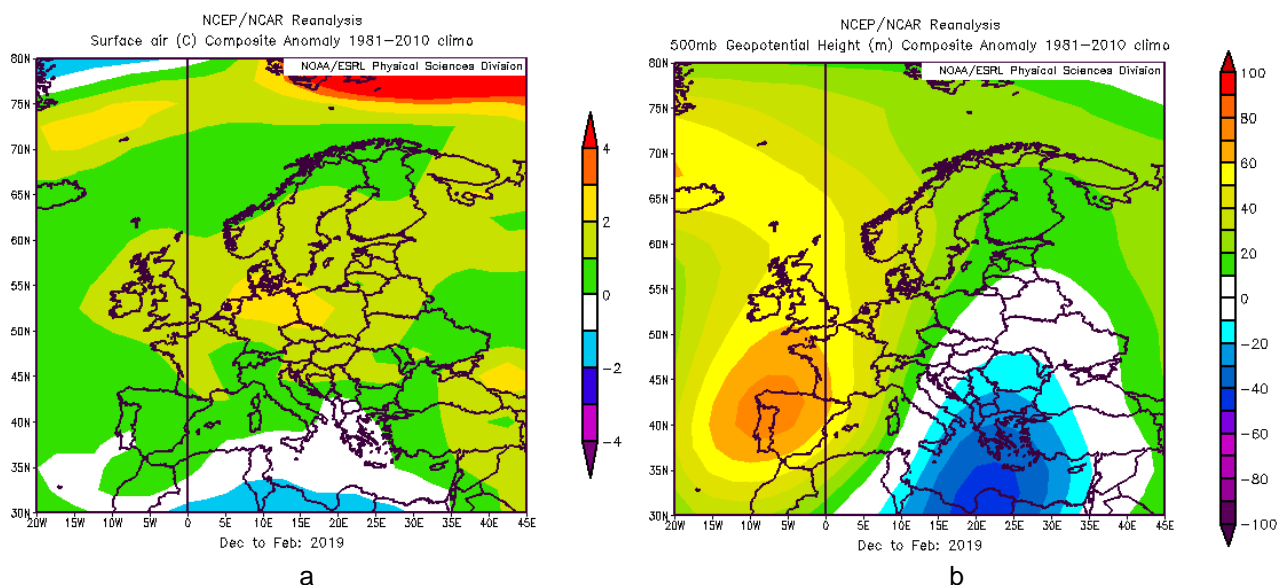 NCEP/NCAR Reanalysis
Surface air (C) Composite Anomaly 1981−2010 climo
NOAA/ESRL Physical Sciences Division
80N
75N
70N
65N
60N
55N
50N
45N
40N
35N
30N
20W
15W
10W
5W
0
5E
10E
15E
20E
25E
30E
35E
40E
45E
Dec to Feb: 2019
4
2
0
−2
−4
a
NCEP/NCAR Reanalysis
500mb Geopotential Height (m) Composite Anomaly 1981−2010 climo
NOAA/ESRL Physical Sciences Division
80N
75N
70N
65N
60N
55N
50N
45N
40N
35N
30N
20W
15W
10W
5W
0
5E
10E
15E
20E
25E
30E
35E
40E
45E
Dec to Feb: 2019
100
80
60
40
20
0
−20
−40
−60
−80
−100
b